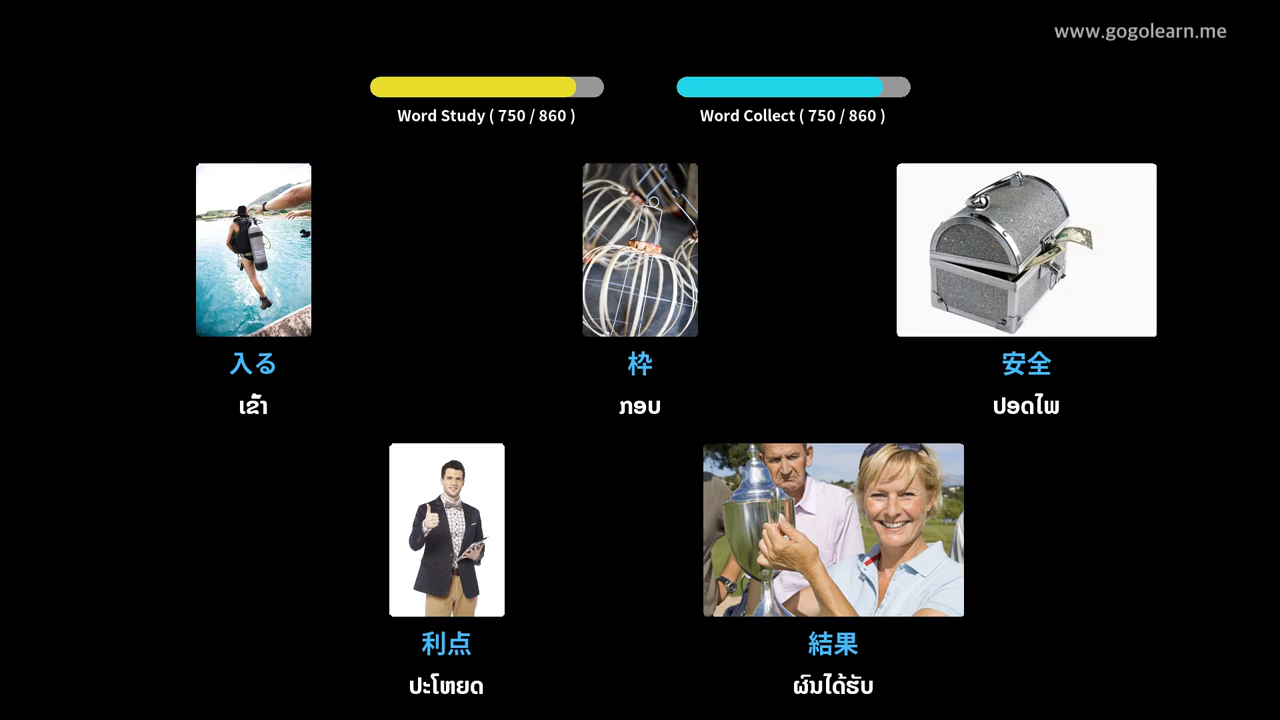 www.gogolearn.me
Word Study ( 750 / 860 )
Word Collect ( 750 / 860 )
入る
ເຂົ້າ
枠
ກອບ
安全
ປອດໄພ
利点
ປະໂຫຍດ
結果
ຜົນໄດ້ຮັບ